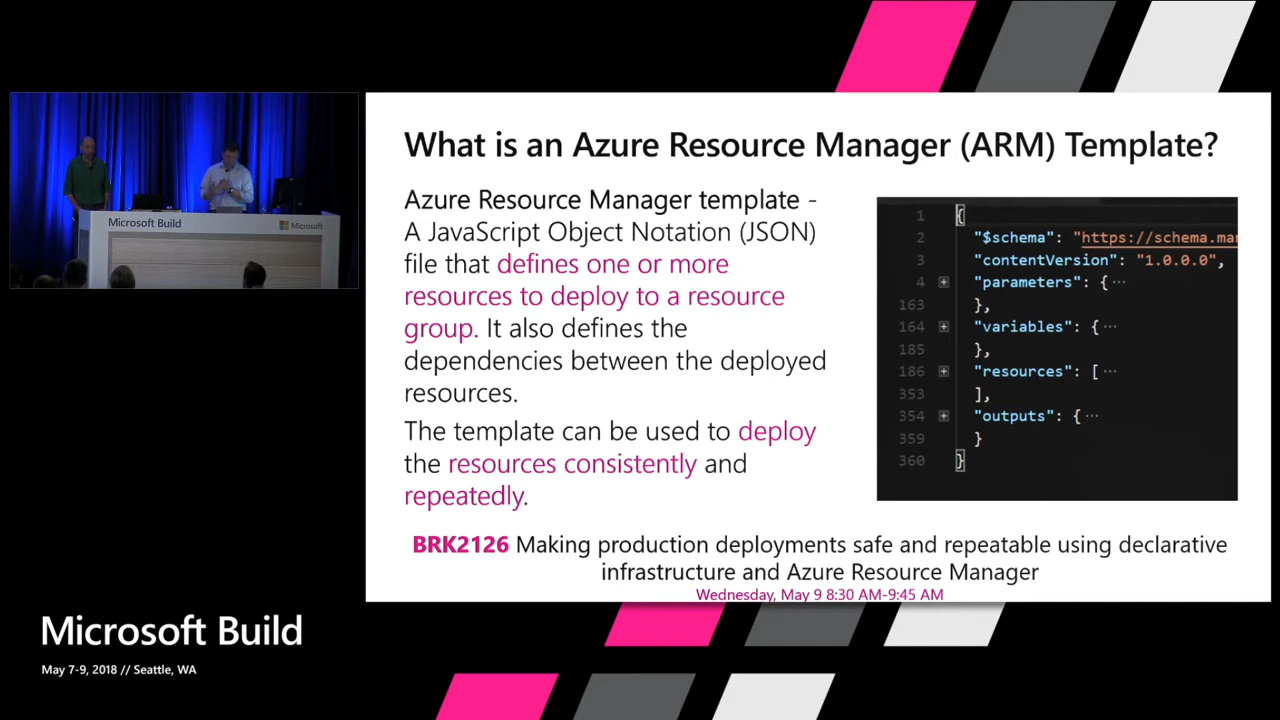 Microsoft Build
Microsoft
What is an Azure Resource Manager (ARM) Template?
Azure Resource Manager template -
A JavaScript Object Notation (JSON)
file that defines one or more
resources to deploy to a resource
group. It also defines the
dependencies between the deployed
resources.
The template can be used to deploy
the resources consistently and
repeatedly.
1 {
2 "$schema": "https://schema.mar
3 "contentVersion": "1.0.0.0",
4 "parameters": {···
163 },
164 "variables": {···
185 },
186 "resources": [···
353 ],
354 "outputs": {···
359 }
360 }
BRK2126 Making production deployments safe and repeatable using declarative
infrastructure and Azure Resource Manager
Wednesday, May 9 8:30 AM-9:45 AM
Microsoft Build
May 7-9, 2018 // Seattle, WA